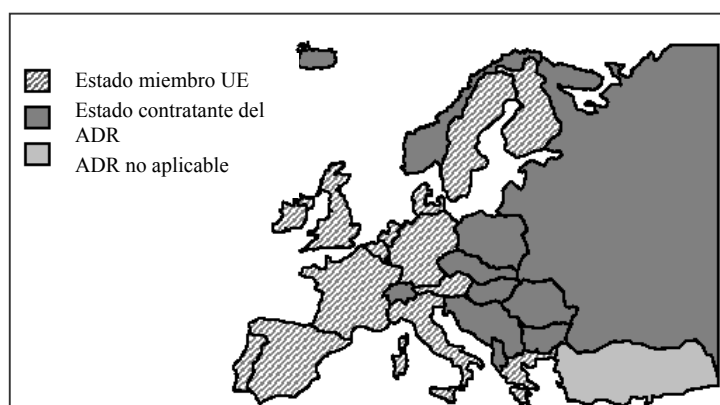 Estado miembro UE
Estado contratante del
ADR
ADR no aplicable